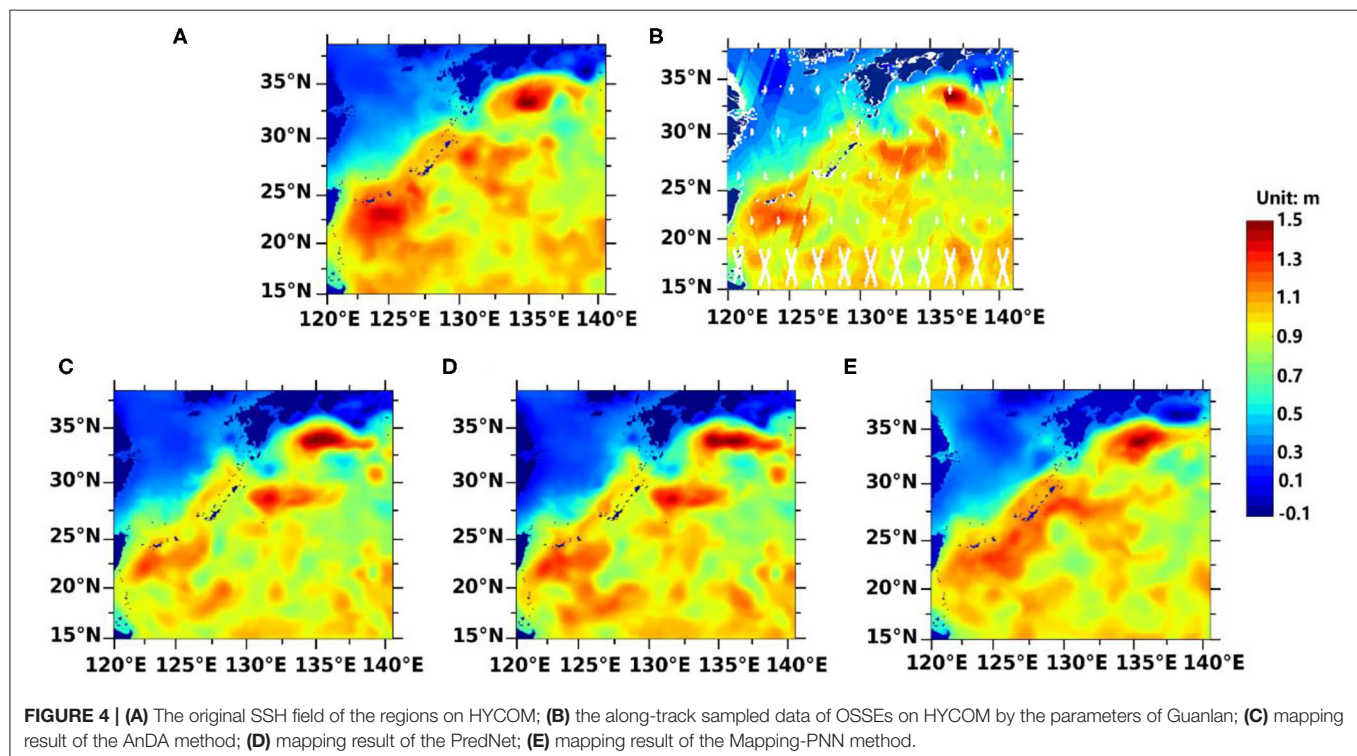 A
B
35°N
30°N
25°N
20°N
15°N
120°E 125°E 130°E 135°E 140°E
35°N
30°N
25°N
20°N
15°N
120°E 125°E 130°E 135°E 140°E
Unit: m
1.5
1.3
1.1
0.9
0.7
0.5
0.3
0.1
-0.1
C
D
E
35°N
30°N
25°N
20°N
15°N
120°E 125°E 130°E 135°E 140°E
35°N
30°N
25°N
20°N
15°N
120°E 125°E 130°E 135°E 140°E
35°N
30°N
25°N
20°N
15°N
120°E 125°E 130°E 135°E 140°E
FIGURE 4 | (A) The original SSH field of the regions on HYCOM; (B) the along-track sampled data of OSSEs on HYCOM by the parameters of Guanlan; (C) mapping
result of the AnDA method; (D) mapping result of the PredNet; (E) mapping result of the Mapping-PNN method.